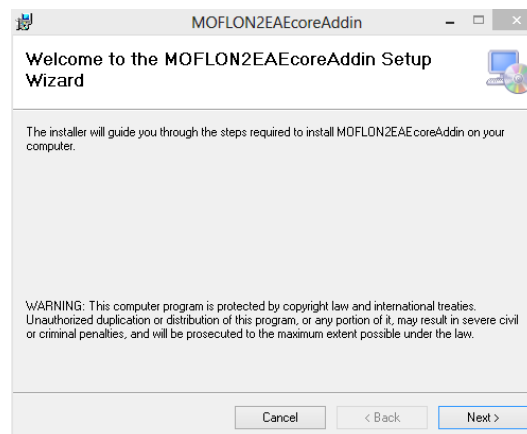 MOFLON2EAEcoreAddin
Welcome to the MOFLON2EAEcoreAddin Setup
Wizard
The installer will guide you through the steps required to install MOFLON2EAEcoreAddin on your
computer.
WARNING: This computer program is protected by copyright law and international treaties.
Unauthorized duplication or distribution of this program, or any portion of it, may result in severe civil
or criminal penalties, and will be prosecuted to the maximum extent possible under the law.
Cancel
< Back
Next >